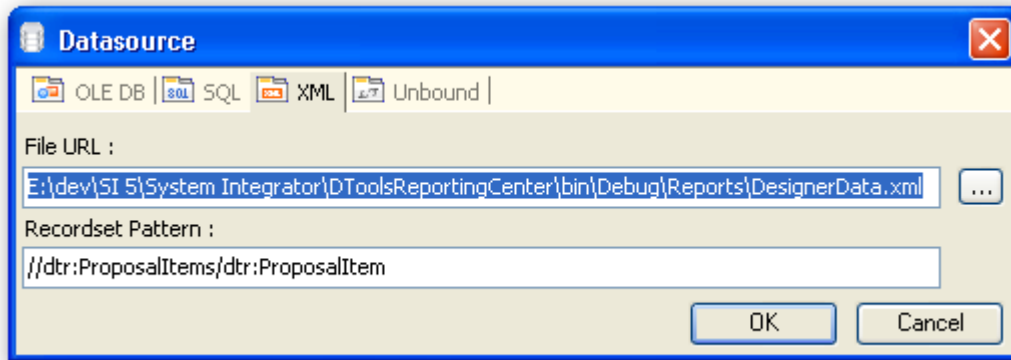 Datasource
OLE DB SQL XML Unbound
File URL :
E:\dev\SI 5\System Integrator\DToolsReportingCenter\bin\Debug\Reports\DesignerData.xml ...
Recordset Pattern :
//dtr:ProposalItems/dtr:ProposalItem
OK Cancel